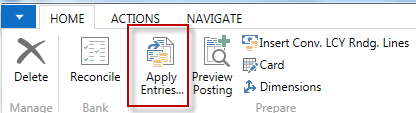 HOME ACTIONS NAVIGATE
Insert Conv. LCY Rndg. Lines
Delete Reconcile Apply Entries... Preview Posting Card
Dimensions
Manage Bank Prepare